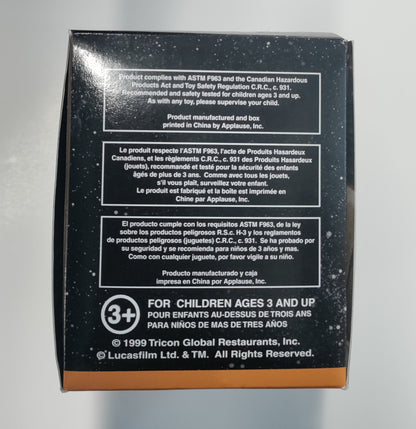 Product complies with ASTM F963 and the Canadian Hazardous
Products Act and Toy Safety Regulation C.R.C., c. 931.
Recommended and safety tested for children ages 3 and up.
As with any toy, please supervise your child.
Product manufactured and box
printed in China by Applause, Inc.
Le produit respecte l'ASTM F963, l'acte de Produits Hasardeux
Canadiens, et les règlements C.R.C., c. 931 des Produits Hasardeux
(jouets), recommandé et testé pour la sécurité des enfants
âgés de plus de 3 ans. Comme avec tous les jouets,
s'il vous plaît, surveillez votre enfant.
Le produit est fabriqué et la boîte est imprimée en
Chine par Applause, Inc.
El producto cumple con los requisitos ASTM F963, de la ley
sobre los productos peligrosos R.S.c. H-3 y los reglamentos
de productos peligrosos (juguetes) C.R.C., c. 931. Se ha probado por
su seguridad y se recomienda para niños de 3 años y mas.
Como con cualquier juguete, por favor vigile a su niño.
Producto manufacturado y caja
impresa en China por Applause, Inc.
3+
FOR CHILDREN AGES 3 AND UP
POUR ENFANTS AU-DESSUS DE TROIS ANS
PARA NIÑOS DE MAS DE TRES AÑOS
© 1999 Tricon Global Restaurants, Inc.
© Lucasfilm Ltd. & TM. All Rights Reserved.